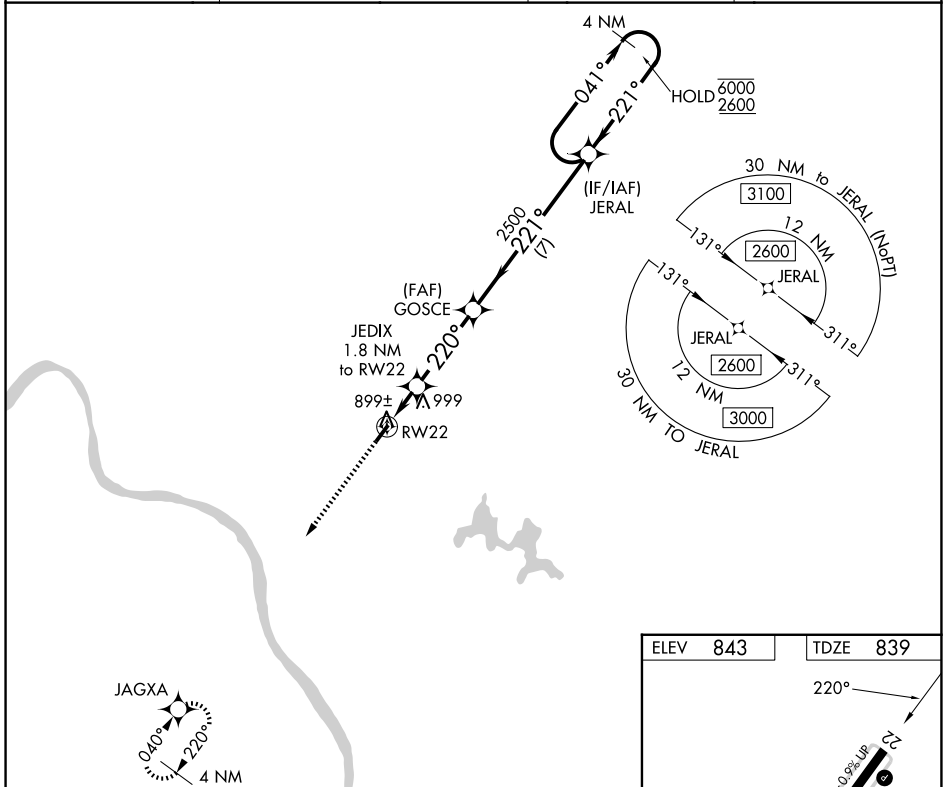 4 NM
041°
221°
HOLD 6000
2600
(IF/IAF)
JERAL
2500
221°
(7)
30 NM to JERAL (NoPT)
3100
12 NM
2600
131°
JERAL
311°
131°
JERAL
2600
311°
12 NM
3000
30 NM TO JERAL
(FAF)
GOSCE
220°
JEDIX
1.8 NM
to RW22
899±
999
RW22
JAGXA
040°
220°
4 NM
ELEV 843
TDZE 839
220°
22
0.9% UP
P